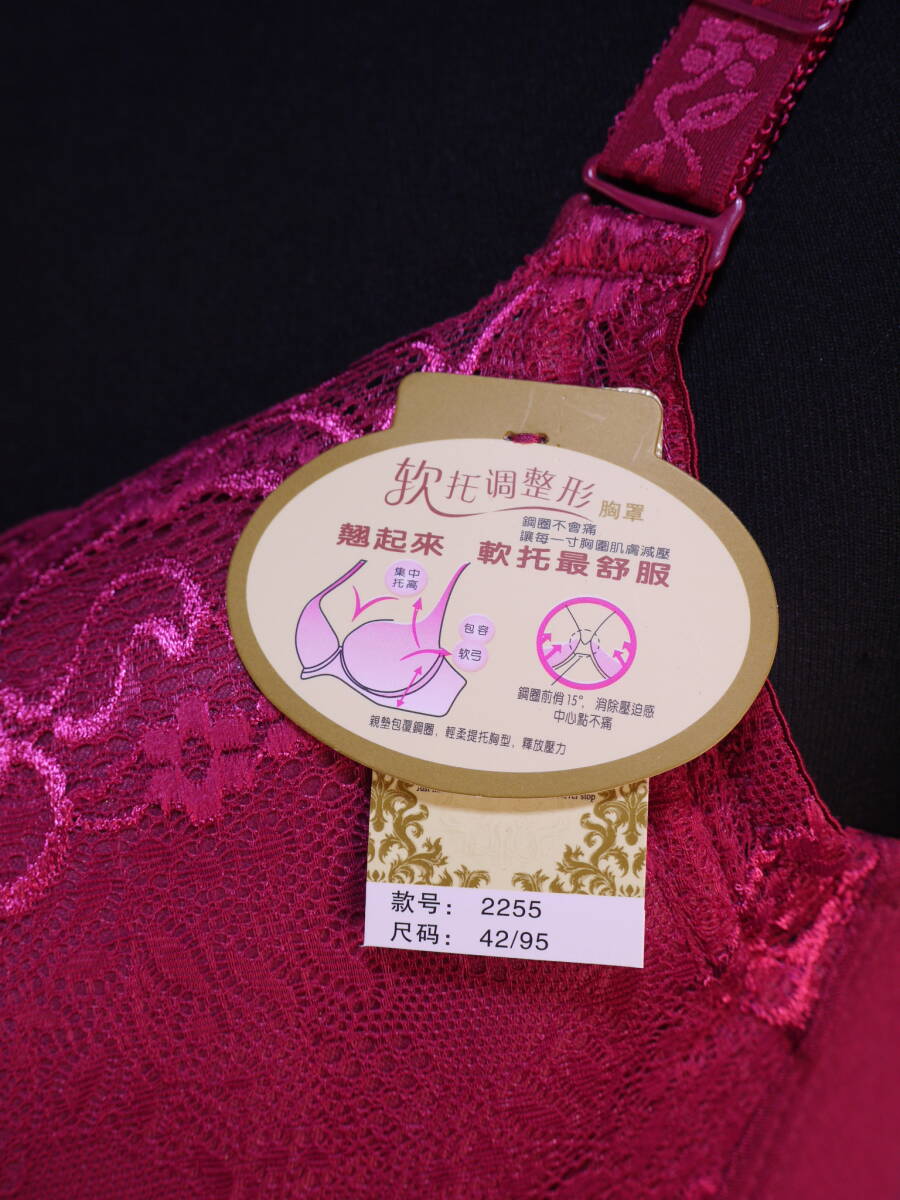 软托调整形
胸罩
鋼圈不會痛
讓每一寸胸圍肌膚減壓
翹起來 軟托最舒服
集中
托高
包容
软弓
鋼圈前俏15°，消除壓迫感
中心點不痛
親墊包覆鋼圈，輕柔提托胸型，釋放壓力
款号： 2255
尺码： 42/95